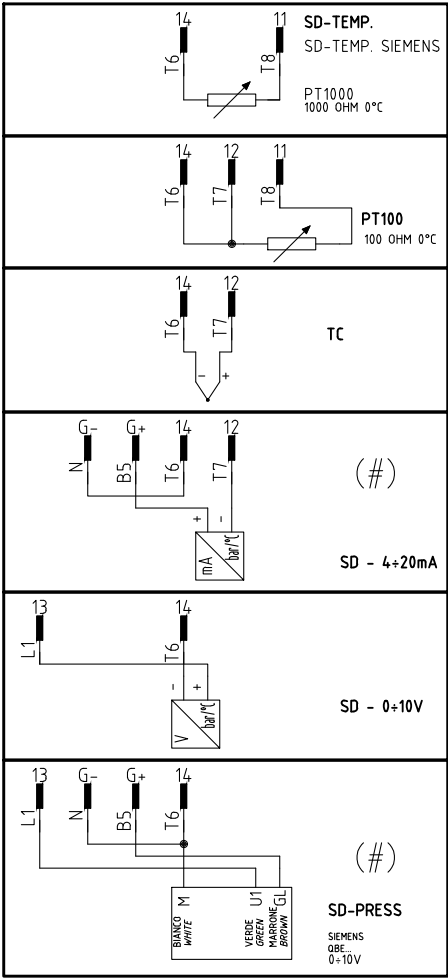 14 11 SD-TEMP.
SD-TEMP. SIEMENS
T6 T8
PT1000
1000 OHM 0°C
14 12 11
T6 T7 T8
PT100
100 OHM 0°C
14 12
T6 T7
TC
- +
G- G+ 14 12
N B5 T6 T7
(#)
+ -
mA bar/°C
SD - 4÷20mA
13 14
L1 T6
- +
V bar/°C
SD - 0÷10V
13 G- G+ 14
L1 N B5 T6
(#)
M U1 GL
BIANCO VERDE MARRONE
WHITE GREEN BROWN
SD-PRESS
SIEMENS
QBE...
0÷10V